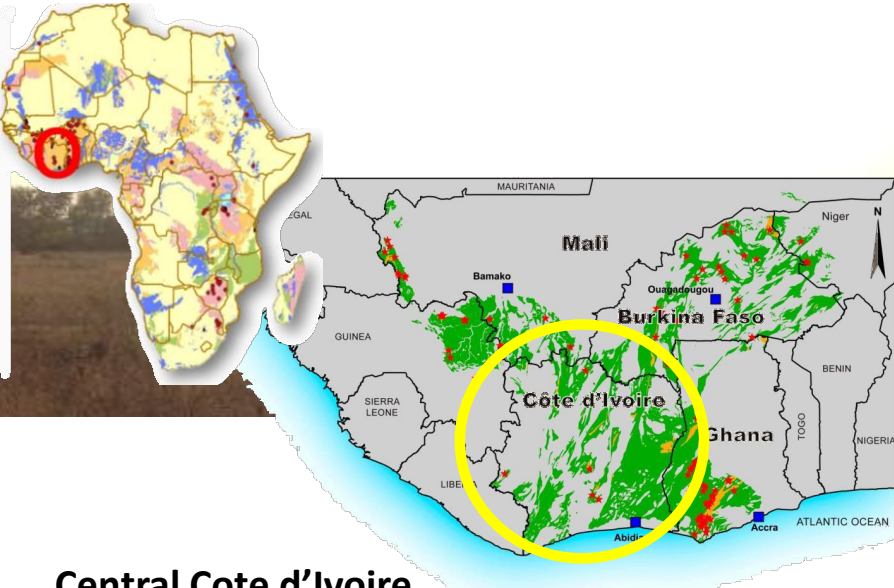 MAURITANIA
N
EGAL
Niger
Mali
Bamako
Ouagadougou
Burkina Faso
GUINEA
BENIN
Côte d'Ivoire
SIERRA
LEONE
TOGO
Ghana
NIGERIA
LIBE
Accra
ATLANTIC OCEAN
Abidja
Central Cote d'Ivoire